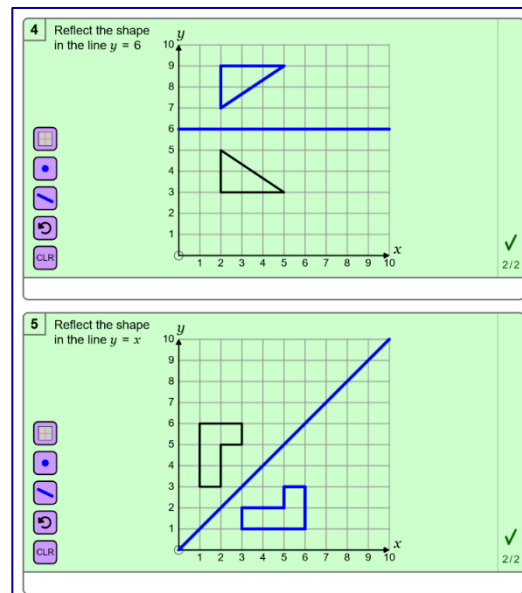 4 Reflect the shape
in the line y = 6
y
10
9
8
7
6
5
4
3
2
1
1 2 3 4 5 6 7 8 9 10
x
CLR
2/2
5 Reflect the shape
in the line y = x
y
10
9
8
7
6
5
4
3
2
1
1 2 3 4 5 6 7 8 9 10
x
CLR
2/2